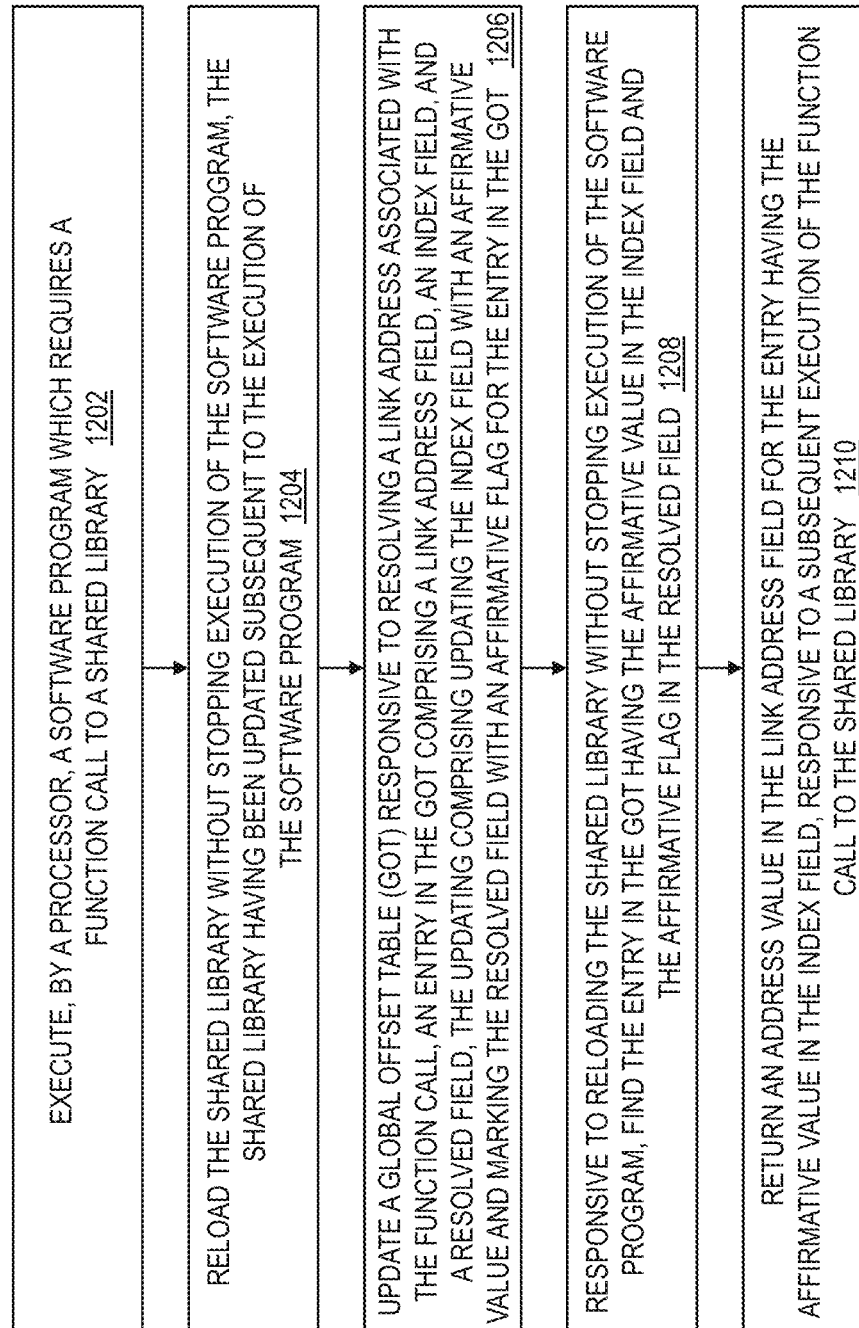 EXECUTE, BY A PROCESSOR, A SOFTWARE PROGRAM WHICH REQUIRES A
FUNCTION CALL TO A SHARED LIBRARY 1202
RELOAD THE SHARED LIBRARY WITHOUT STOPPING EXECUTION OF THE SOFTWARE PROGRAM, THE
SHARED LIBRARY HAVING BEEN UPDATED SUBSEQUENT TO THE EXECUTION OF
THE SOFTWARE PROGRAM 1204
UPDATE A GLOBAL OFFSET TABLE (GOT) RESPONSIVE TO RESOLVING A LINK ADDRESS ASSOCIATED WITH
THE FUNCTION CALL, AN ENTRY IN THE GOT COMPRISING A LINK ADDRESS FIELD, AN INDEX FIELD, AND
A RESOLVED FIELD, THE UPDATING COMPRISING UPDATING THE INDEX FIELD WITH AN AFFIRMATIVE
VALUE AND MARKING THE RESOLVED FIELD WITH AN AFFIRMATIVE FLAG FOR THE ENTRY IN THE GOT 1206
RESPONSIVE TO RELOADING THE SHARED LIBRARY WITHOUT STOPPING EXECUTION OF THE SOFTWARE
PROGRAM, FIND THE ENTRY IN THE GOT HAVING THE AFFIRMATIVE VALUE IN THE INDEX FIELD AND
THE AFFIRMATIVE FLAG IN THE RESOLVED FIELD 1208
RETURN AN ADDRESS VALUE IN THE LINK ADDRESS FIELD FOR THE ENTRY HAVING THE
AFFIRMATIVE VALUE IN THE INDEX FIELD, RESPONSIVE TO A SUBSEQUENT EXECUTION OF THE FUNCTION
CALL TO THE SHARED LIBRARY 1210